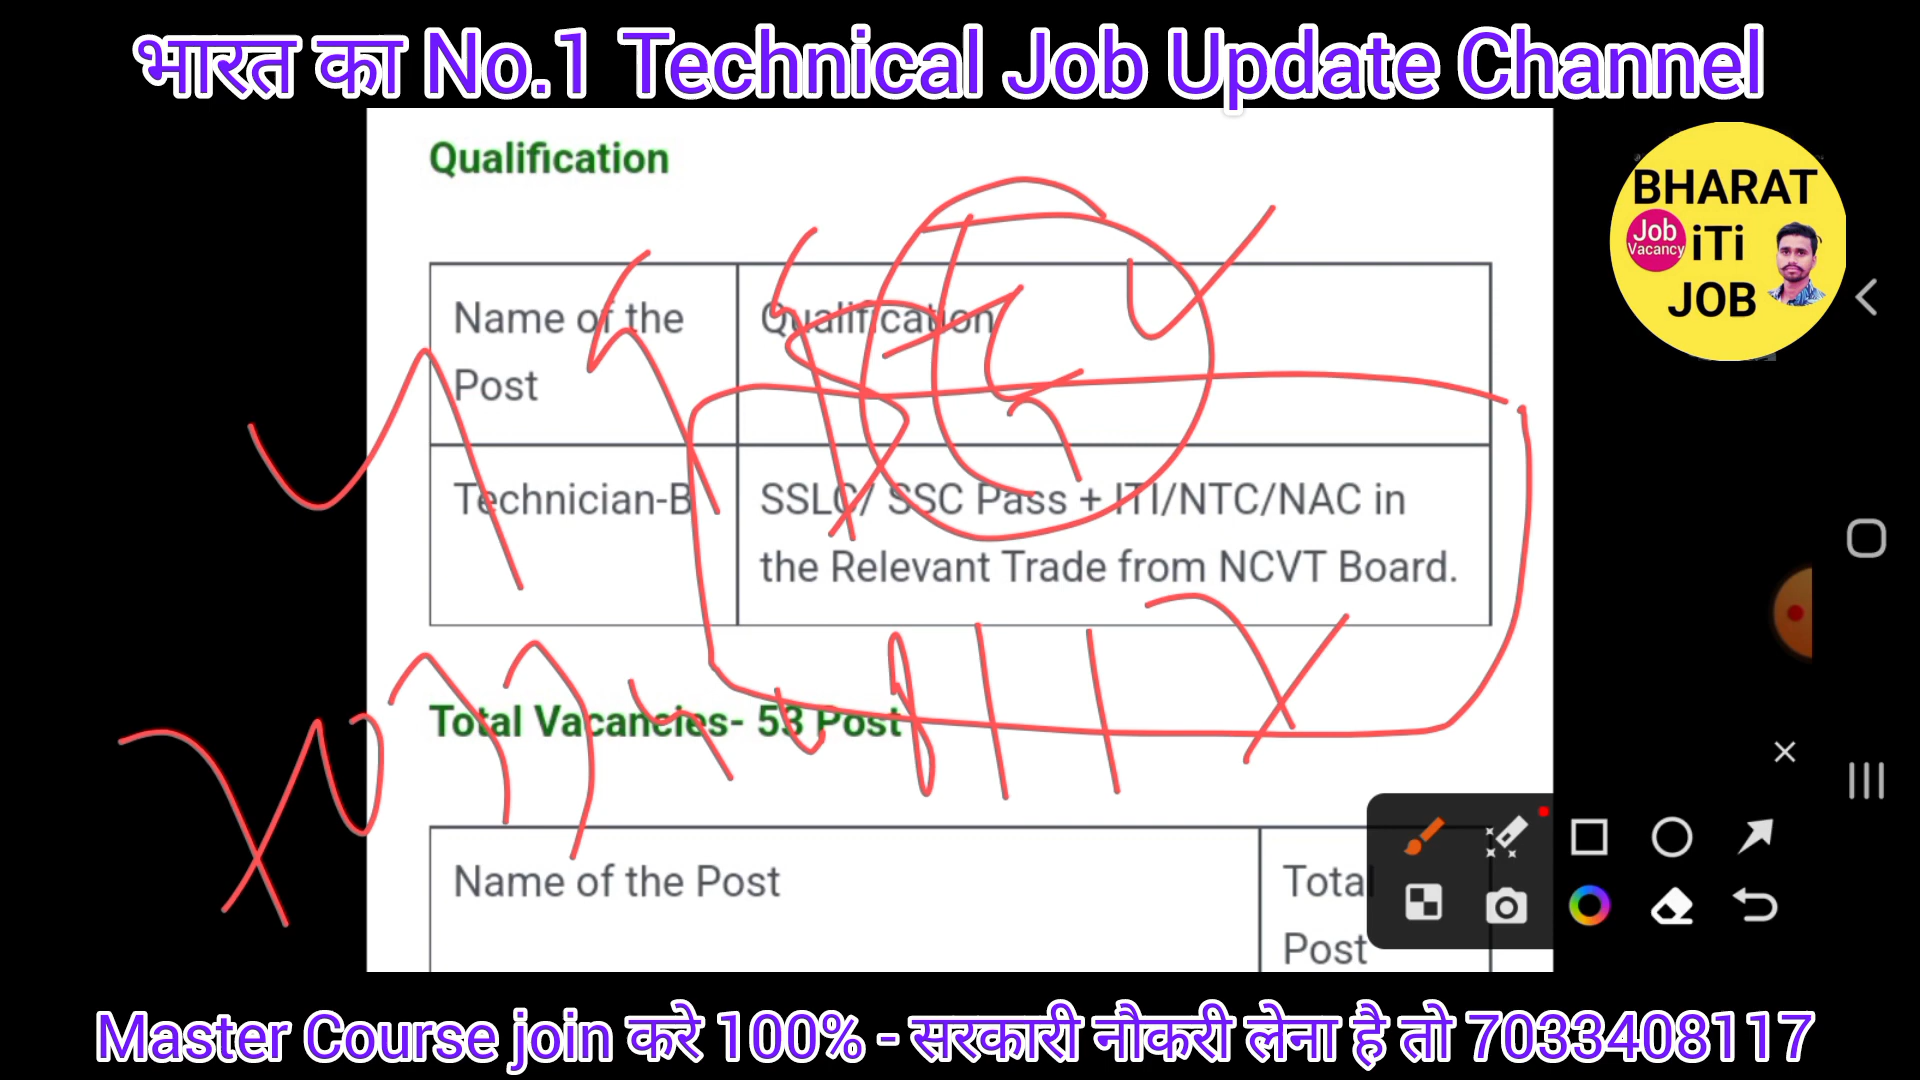 भारत का No.1 Technical Job Update Channel
Qualification
BHARAT
Job
Vacancy
iTi
JOB
Name of the
Post
Qualification
Technician-B
SSLC/ SSC Pass + ITI/NTC/NAC in
the Relevant Trade from NCVT Board.
Total Vacancies- 53 Post
Name of the Post
Total
Post
Master Course join करे 100% - सरकारी नौकरी लेना है तो 7033408117